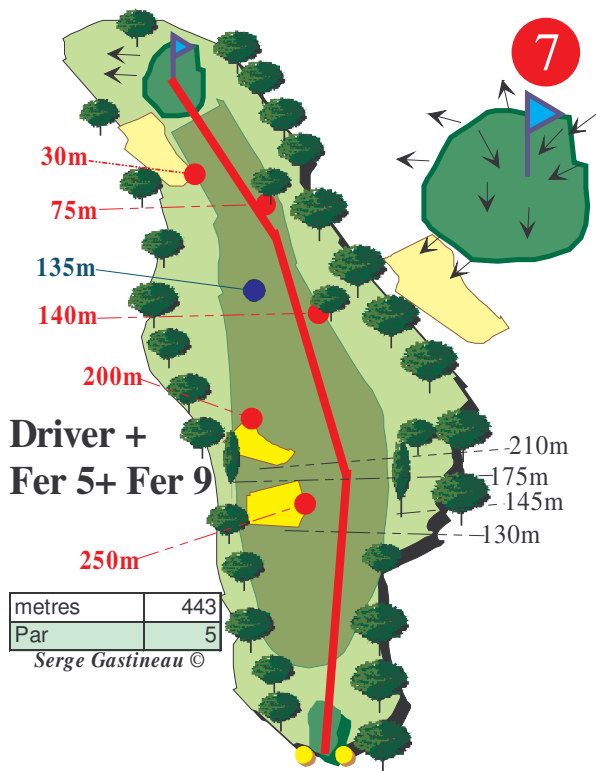 7
30m
75m
135m
140m
200m
Driver +
Fer 5+ Fer 9
210m
175m
145m
130m
250m
metres 443
Par 5
Serge Gastineau ©